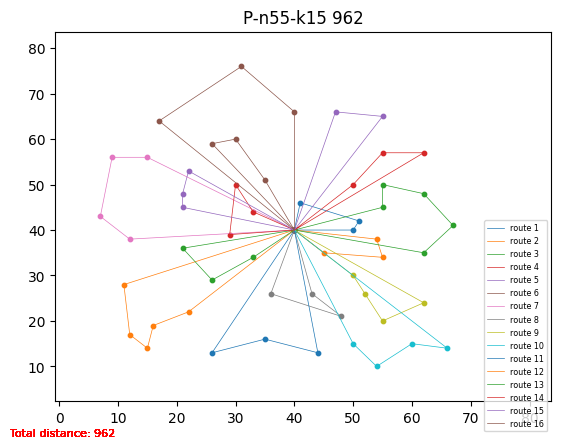 P-n55-k15 962
80
70
60
50
40
30
20
10
0 10 20 30 40 50 60 70 80
route 1
route 2
route 3
route 4
route 5
route 6
route 7
route 8
route 9
route 10
route 11
route 12
route 13
route 14
route 15
route 16
Total distance: 962